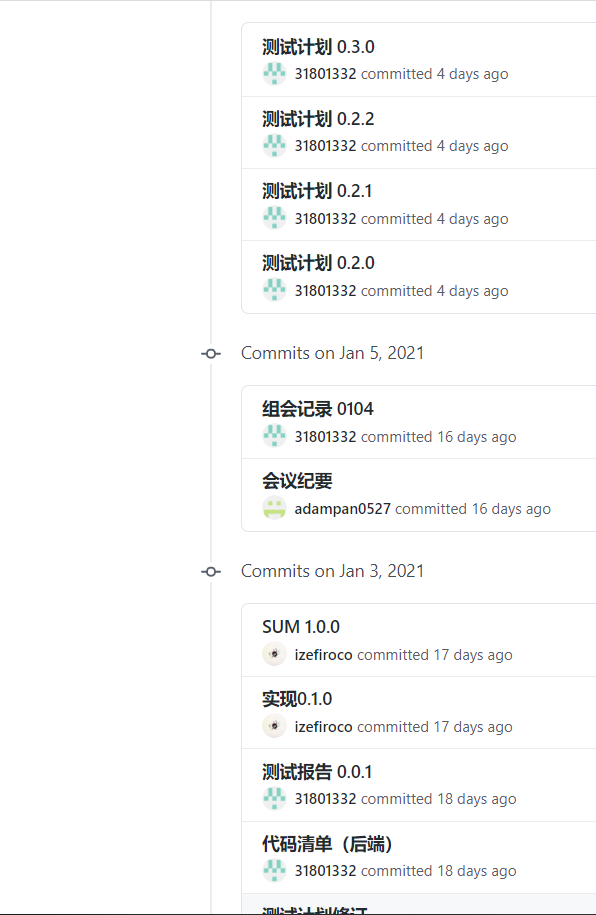 测试计划 0.3.0
31801332 committed 4 days ago
测试计划 0.2.2
31801332 committed 4 days ago
测试计划 0.2.1
31801332 committed 4 days ago
测试计划 0.2.0
31801332 committed 4 days ago
Commits on Jan 5, 2021
组会记录 0104
31801332 committed 16 days ago
会议纪要
adampan0527 committed 16 days ago
Commits on Jan 3, 2021
SUM 1.0.0
izefiroco committed 17 days ago
实现0.1.0
izefiroco committed 17 days ago
测试报告 0.0.1
31801332 committed 18 days ago
代码清单（后端）
31801332 committed 18 days ago
测试计划修订